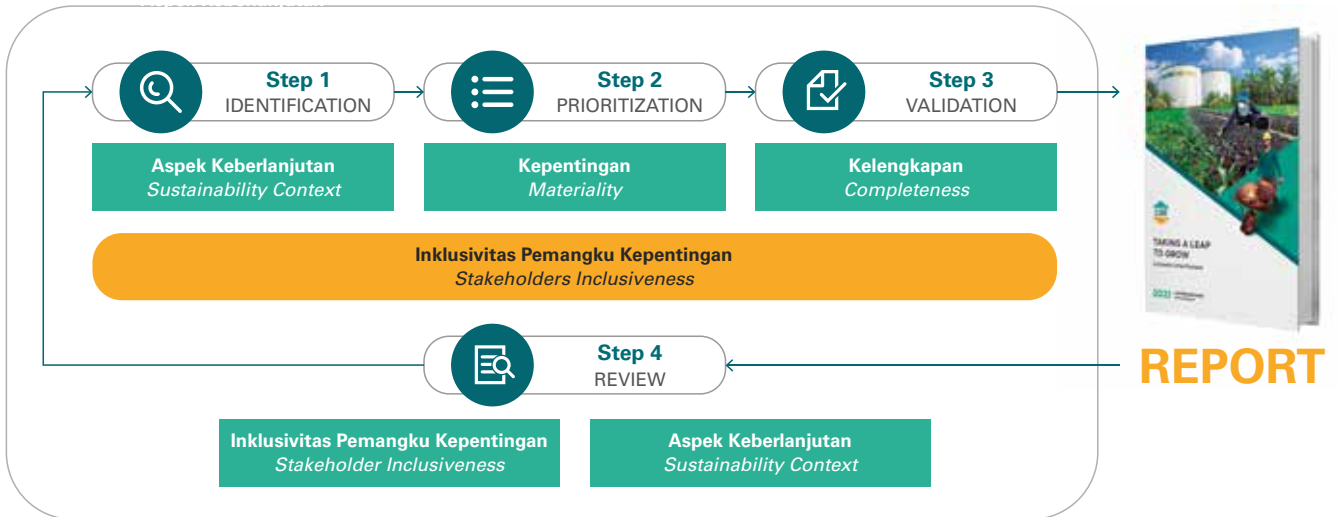 Step 1
IDENTIFICATION
Step 2
PRIORITIZATION
Step 3
VALIDATION
Aspek Keberlanjutan
Sustainability Context
Kepentingan
Materiality
Kelengkapan
Completeness
Inklusivitas Pemangku Kepentingan
Stakeholders Inclusiveness
TAKING A LEAP
TO GROW
REPORT
Step 4
REVIEW
Inklusivitas Pemangku Kepentingan
Stakeholder Inclusiveness
Aspek Keberlanjutan
Sustainability Context